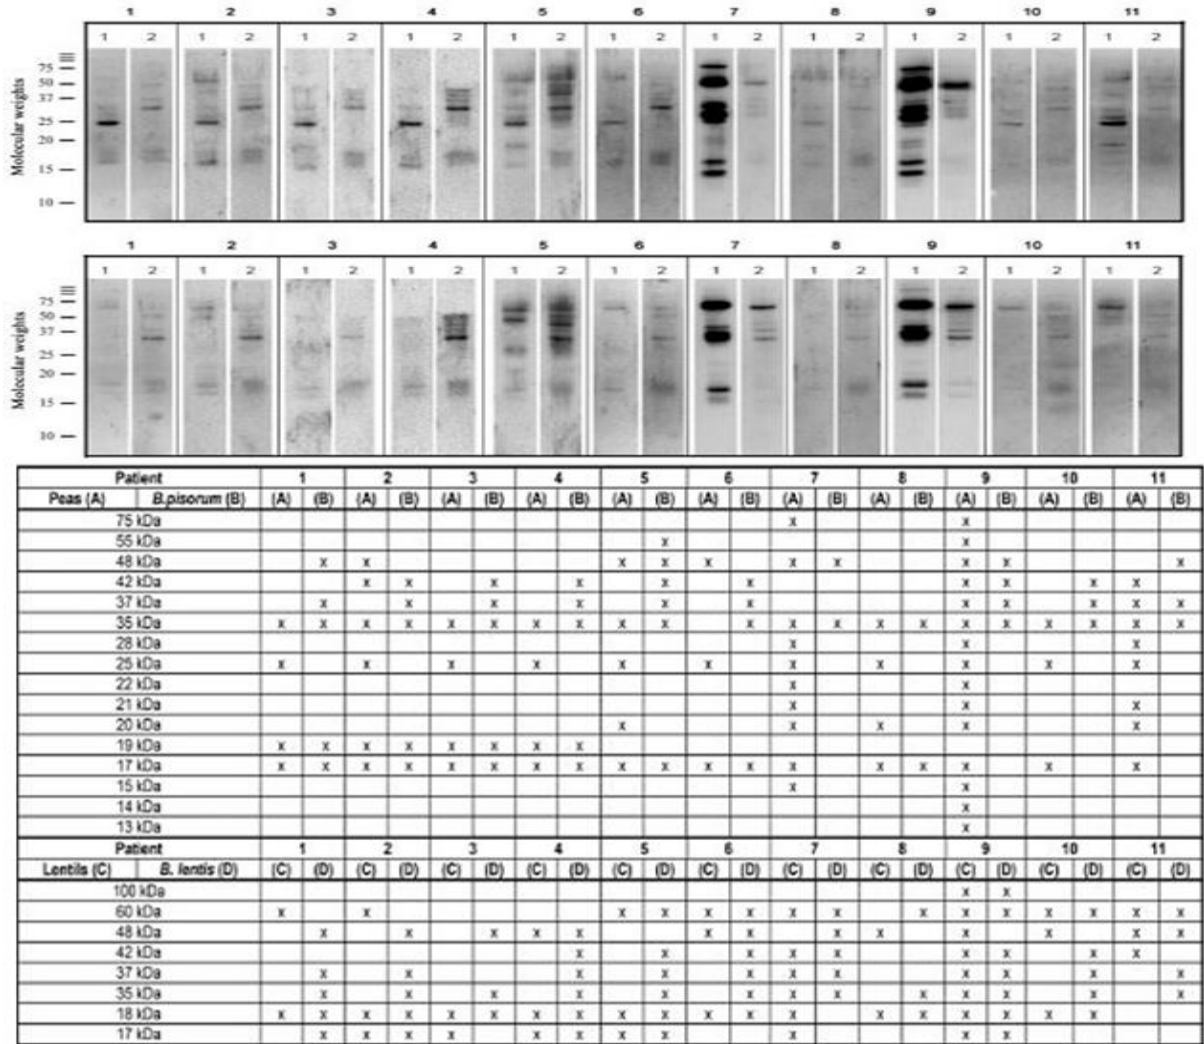 1 2 3 4 5 6 7 8 9 10 11
1 2 1 2 1 2 1 2 1 2 1 2 1 2 1 2 1 2 1 2 1 2
Molecular weights
75
50
37
25
20
15
10
1 2 3 4 5 6 7 8 9 10 11
1 2 1 2 1 2 1 2 1 2 1 2 1 2 1 2 1 2 1 2 1 2
Molecular weights
75
50
37
25
20
15
10
Patient 1 2 3 4 5 6 7 8 9 10 11
Peas (A) B.pisorum (B) (A) (B) (A) (B) (A) (B) (A) (B) (A) (B) (A) (B) (A) (B) (A) (B) (A) (B) (A) (B) (A) (B)
75 kDa x x
55 kDa x x
48 kDa x x x x x x x x x x
42 kDa x x x x x x x x x x
37 kDa x x x x x x x x x x x
35 kDa x x x x x x x x x x x x x x x x x x x x x
28 kDa x x x
25 kDa x x x x x x x x x x x
22 kDa x x
21 kDa x x x
20 kDa x x x x x
19 kDa x x x x x x x x
17 kDa x x x x x x x x x x x x x x x x x x
15 kDa x x
14 kDa x
13 kDa x
Patient 1 2 3 4 5 6 7 8 9 10 11
Lentils (C) B. lentis (D) (C) (D) (C) (D) (C) (D) (C) (D) (C) (D) (C) (D) (C) (D) (C) (D) (C) (D) (C) (D) (C) (D)
100 kDa x x
60 kDa x x x x x x x x x x x x x x x
48 kDa x x x x x x x x x x x x x
42 kDa x x x x x x x x x
37 kDa x x x x x x x x x x x
35 kDa x x x x x x x x x x x x x
18 kDa x x x x x x x x x x x x x x x x x x x
17 kDa x x x x x x x x x x x